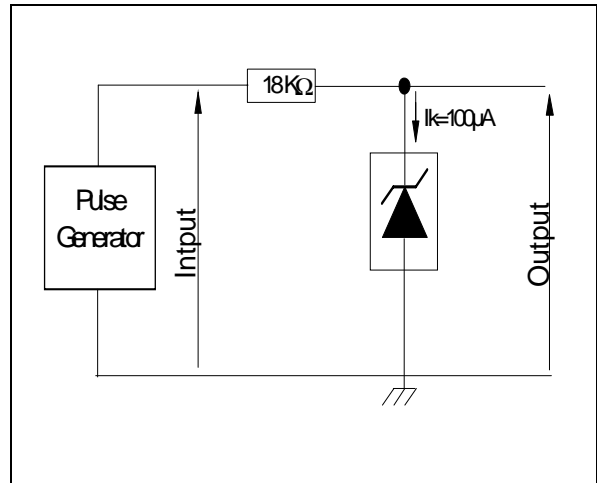 18KΩ
Ik=100µA
Pulse
Generator
Intput
Output